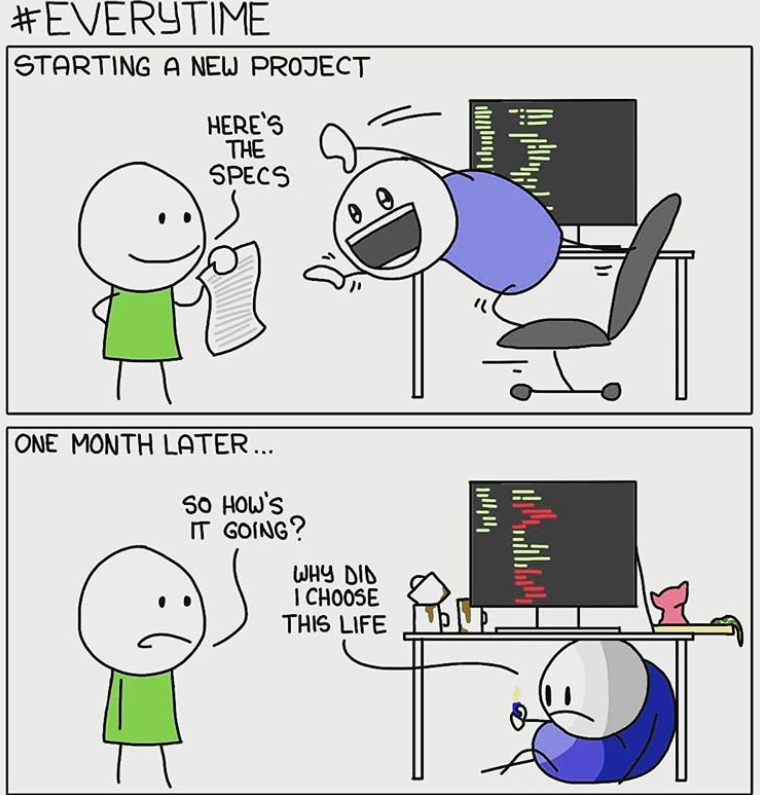 #EVERYTIME
STARTING A NEW PROJECT
HERE'S
THE
SPECS
ONE MONTH LATER...
SO HOW'S
IT GOING?
WHY DID
I CHOOSE
THIS LIFE